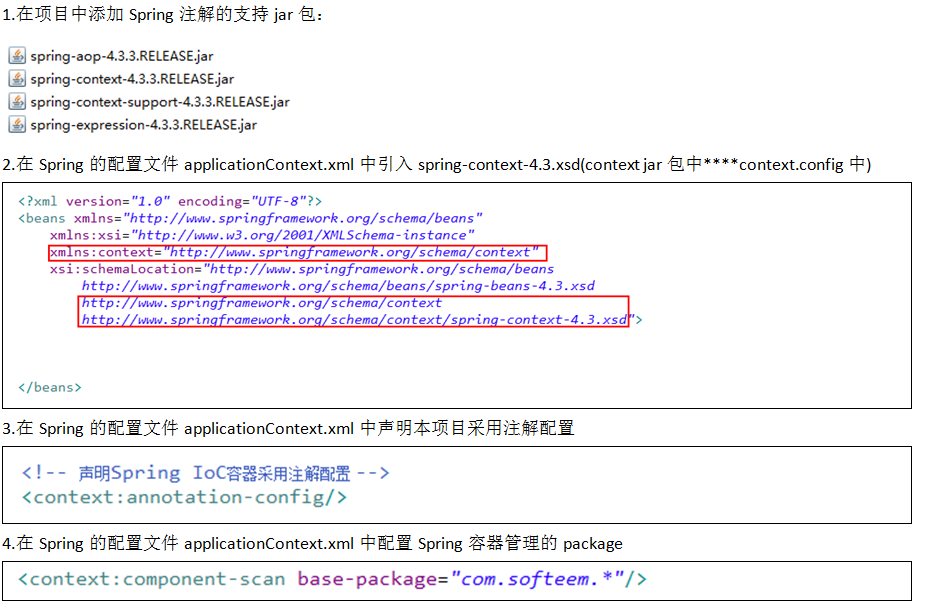 1.在项目中添加 Spring 注解的支持 jar 包：
spring-aop-4.3.3.RELEASE.jar
spring-context-4.3.3.RELEASE.jar
spring-context-support-4.3.3.RELEASE.jar
spring-expression-4.3.3.RELEASE.jar
2.在 Spring 的配置文件 applicationContext.xml 中引入 spring-context-4.3.xsd(context jar 包中****context.config 中)
<?xml version="1.0" encoding="UTF-8"?>
<beans xmlns="http://www.springframework.org/schema/beans"
xmlns:xsi="http://www.w3.org/2001/XMLSchema-instance"
xmlns:context="http://www.springframework.org/schema/context"
xsi:schemaLocation="http://www.springframework.org/schema/beans
http://www.springframework.org/schema/beans/spring-beans-4.3.xsd
http://www.springframework.org/schema/context
http://www.springframework.org/schema/context/spring-context-4.3.xsd">
</beans>
3.在 Spring 的配置文件 applicationContext.xml 中声明本项目采用注解配置
<!-- 声明Spring IoC容器采用注解配置 -->
<context:annotation-config/>
4.在 Spring 的配置文件 applicationContext.xml 中配置 Spring 容器管理的 package
<context:component-scan base-package="com.softeem.*"/>